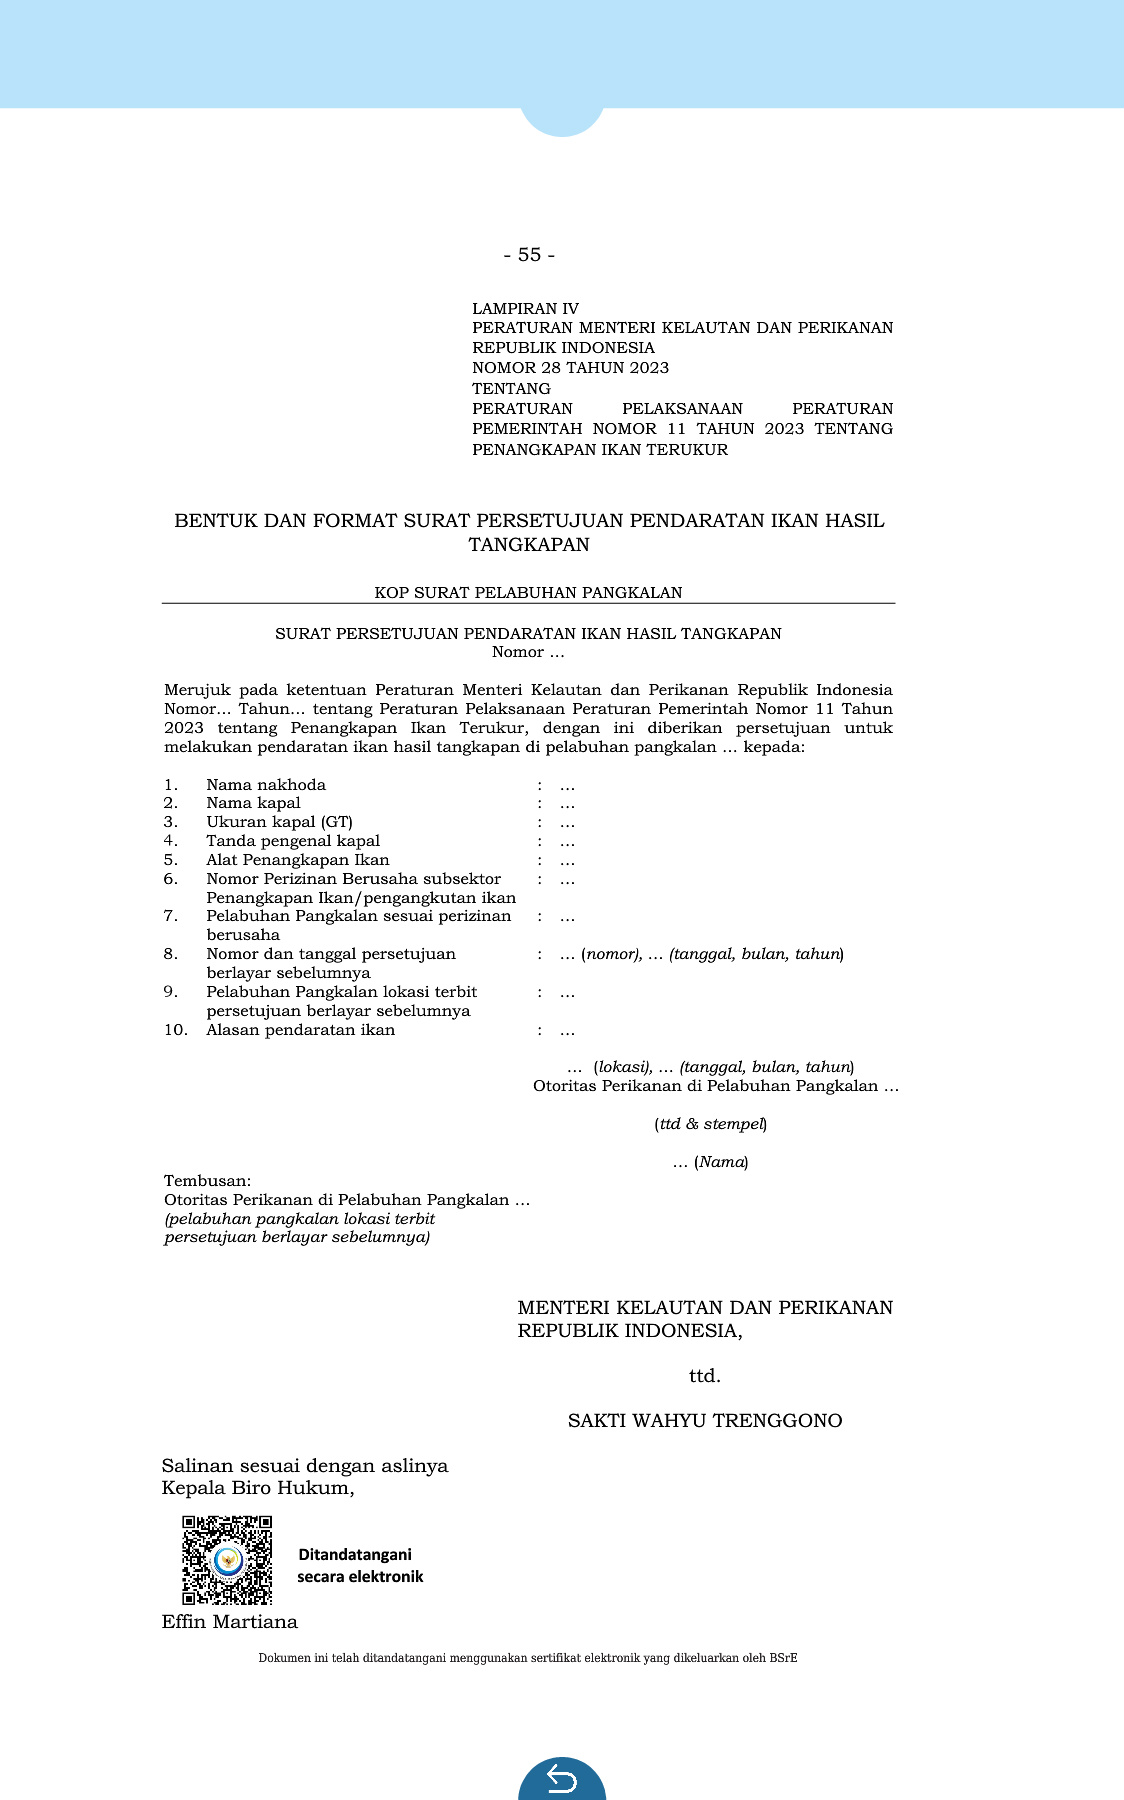 - 55 -
LAMPIRAN IV
PERATURAN MENTERI KELAUTAN DAN PERIKANAN
REPUBLIK INDONESIA
NOMOR 28 TAHUN 2023
TENTANG
PERATURAN PELAKSANAAN PERATURAN
PEMERINTAH NOMOR 11 TAHUN 2023 TENTANG
PENANGKAPAN IKAN TERUKUR
BENTUK DAN FORMAT SURAT PERSETUJUAN PENDARATAN IKAN HASIL
TANGKAPAN
KOP SURAT PELABUHAN PANGKALAN
SURAT PERSETUJUAN PENDARATAN IKAN HASIL TANGKAPAN
Nomor ...
Merujuk pada ketentuan Peraturan Menteri Kelautan dan Perikanan Republik Indonesia
Nomor... Tahun... tentang Peraturan Pelaksanaan Peraturan Pemerintah Nomor 11 Tahun
2023 tentang Penangkapan Ikan Terukur, dengan ini diberikan persetujuan untuk
melakukan pendaratan ikan hasil tangkapan di pelabuhan pangkalan ... kepada:
1. Nama nakhoda : ...
2. Nama kapal : ...
3. Ukuran kapal (GT) : ...
4. Tanda pengenal kapal : ...
5. Alat Penangkapan Ikan : ...
6. Nomor Perizinan Berusaha subsektor : ...
Penangkapan Ikan/pengangkutan ikan
7. Pelabuhan Pangkalan sesuai perizinan : ...
berusaha
8. Nomor dan tanggal persetujuan : ... (nomor), ... (tanggal, bulan, tahun)
berlayar sebelumnya
9. Pelabuhan Pangkalan lokasi terbit : ...
persetujuan berlayar sebelumnya
10. Alasan pendaratan ikan : ...
... (lokasi), ... (tanggal, bulan, tahun)
Otoritas Perikanan di Pelabuhan Pangkalan ...
(ttd & stempel)
... (Nama)
Tembusan:
Otoritas Perikanan di Pelabuhan Pangkalan ...
(pelabuhan pangkalan lokasi terbit
persetujuan berlayar sebelumnya)
MENTERI KELAUTAN DAN PERIKANAN
REPUBLIK INDONESIA,
ttd.
SAKTI WAHYU TRENGGONO
Salinan sesuai dengan aslinya
Kepala Biro Hukum,
Ditandatangani
secara elektronik
Effin Martiana
Dokumen ini telah ditandatangani menggunakan sertifikat elektronik yang dikeluarkan oleh BSrE